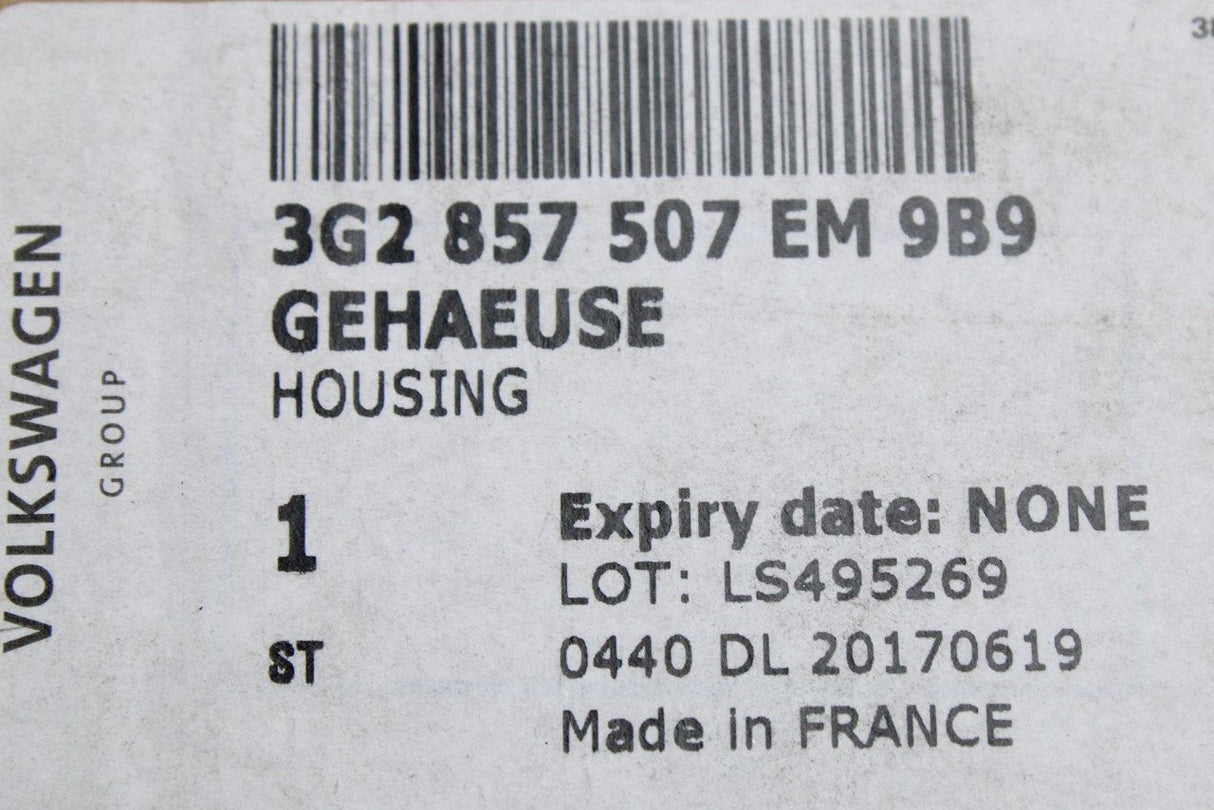 3G2 857 507 EM 9B9
GEHAEUSE
HOUSING
1
Expiry date: NONE
LOT: LS495269
ST
0440 DL 20170619
Made in FRANCE
VOLKSWAGEN
GROUP